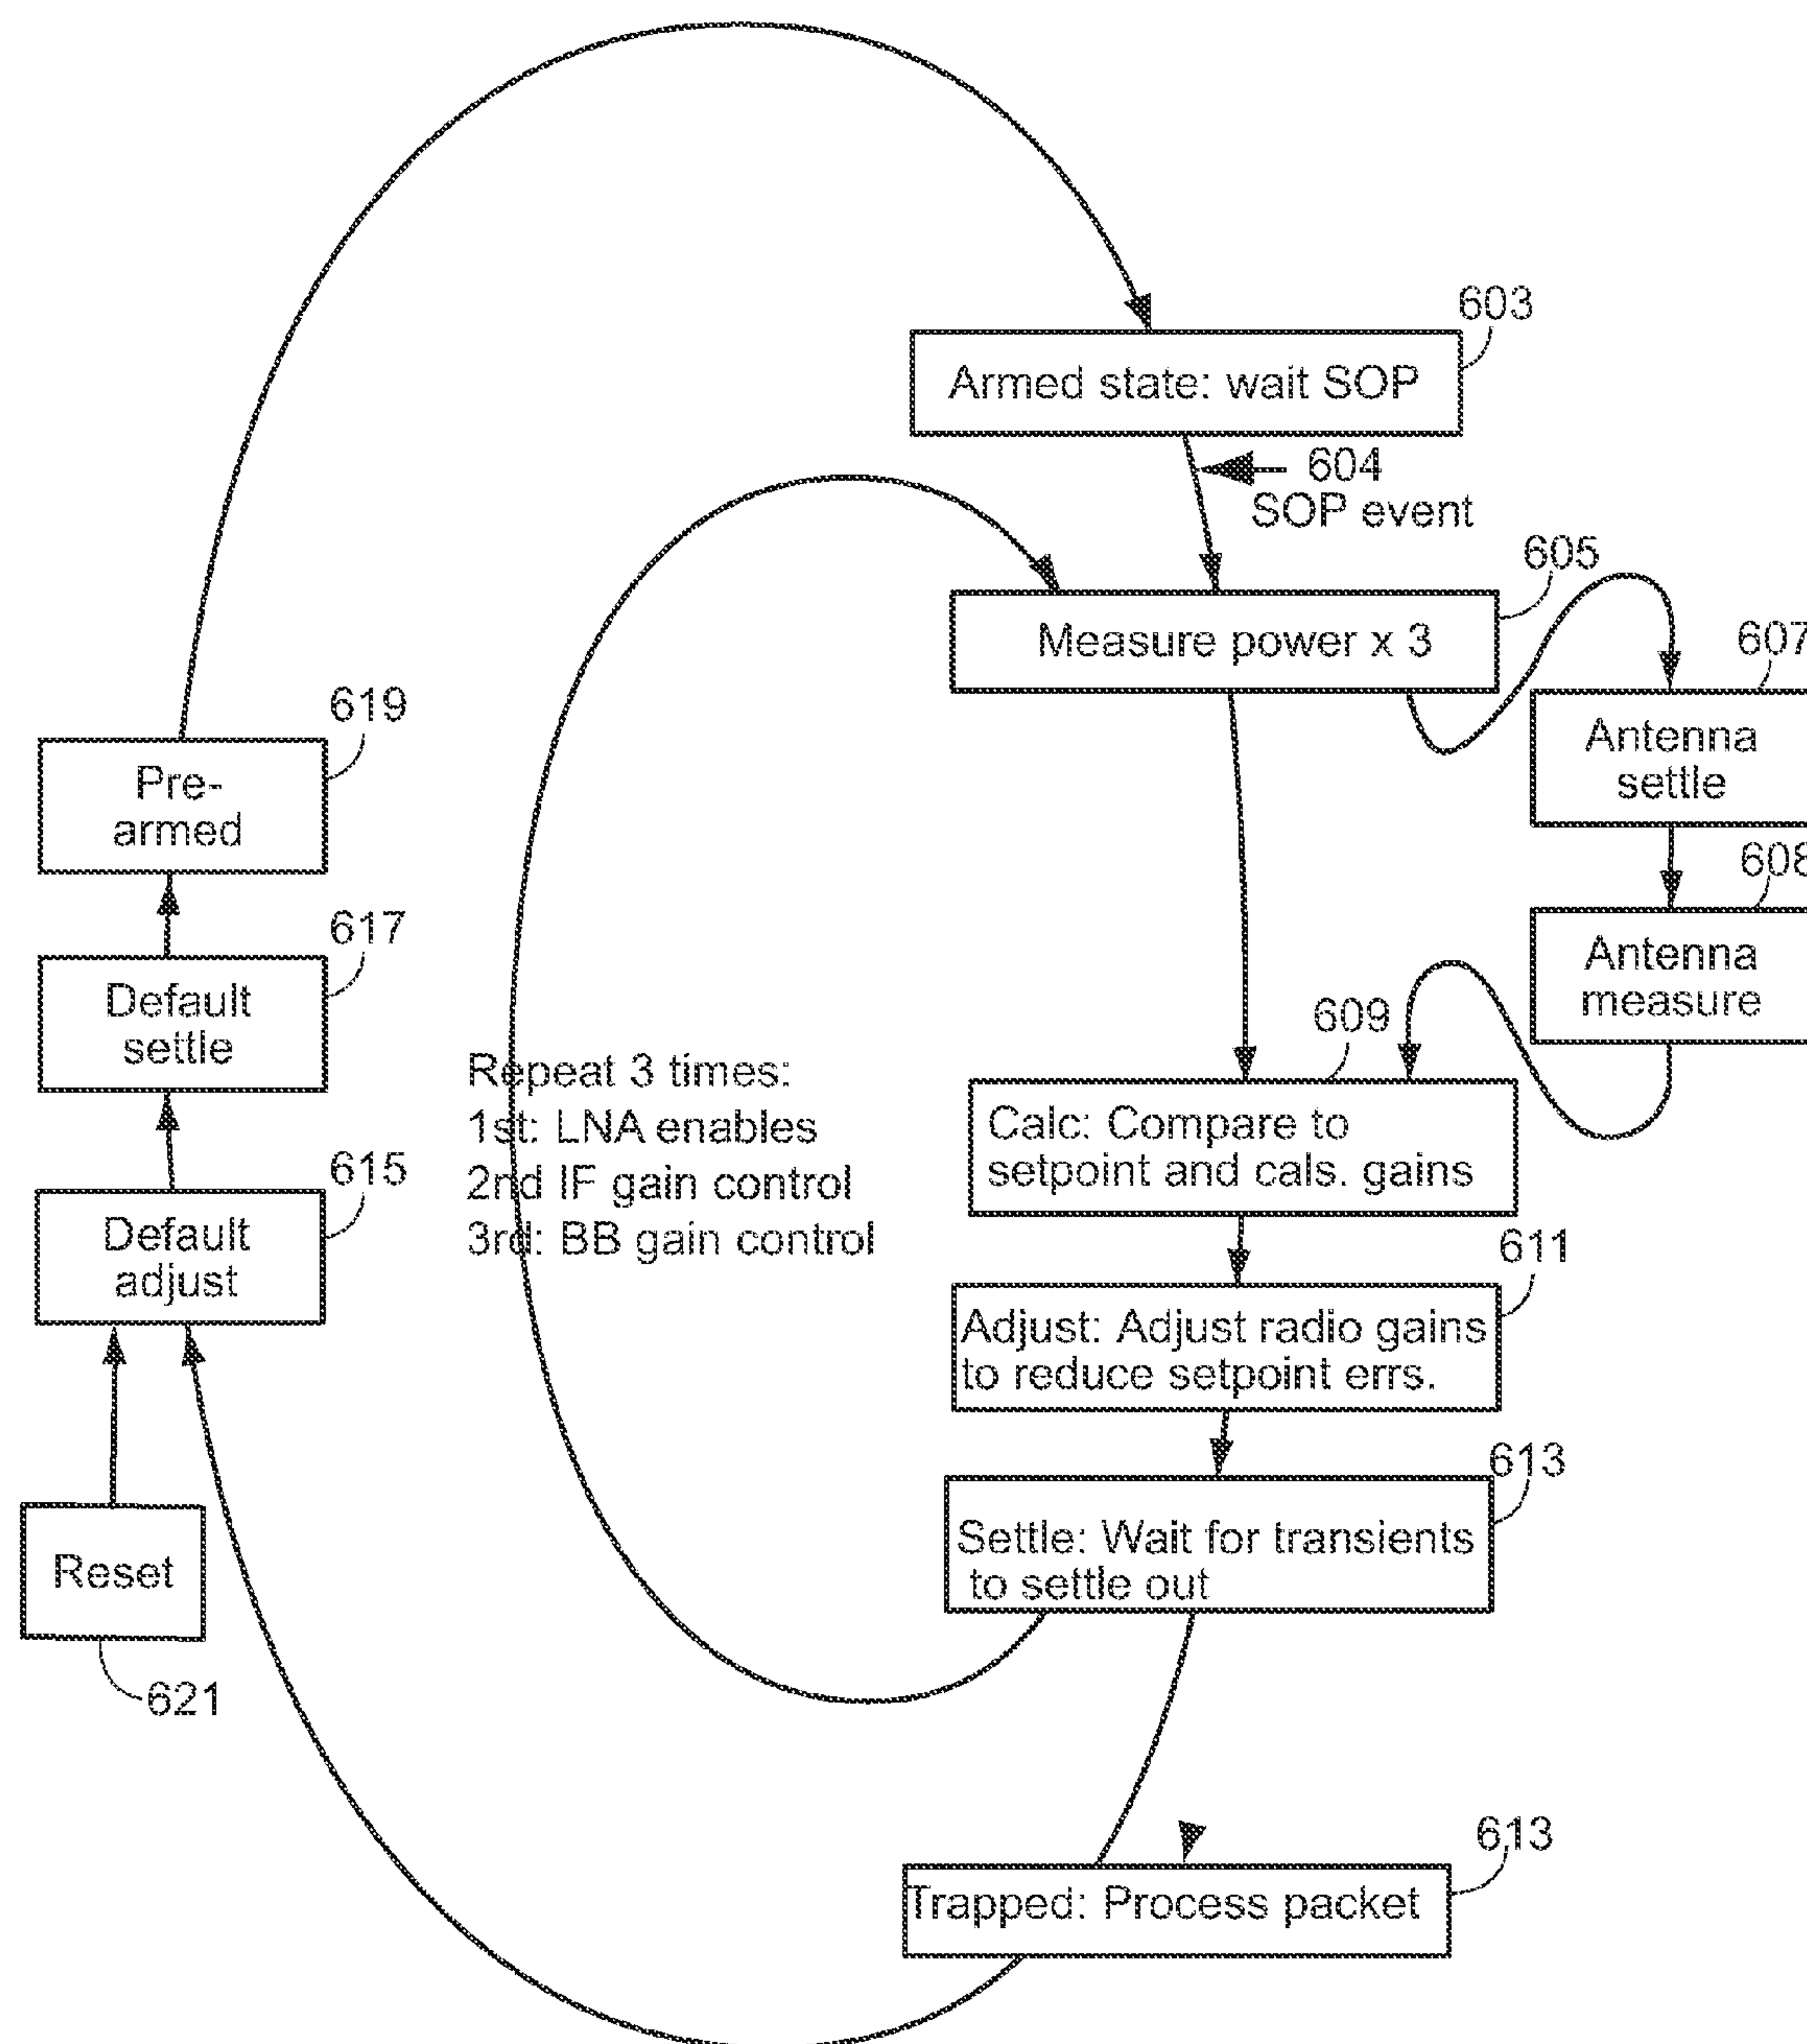 603
Armed state: wait SOP
604
SOP event
605
Measure power x 3
607
Antenna
settle
608
Antenna
measure
619
Pre-
armed
617
Default
settle
609
Calc: Compare to
setpoint and cals. gains
Repeat 3 times:
1st: LNA enables
2nd IF gain control
3rd: BB gain control
615
Default
adjust
611
Adjust: Adjust radio gains
to reduce setpoint errs.
613
Settle: Wait for transients
to settle out
Reset
621
613
Trapped: Process packet